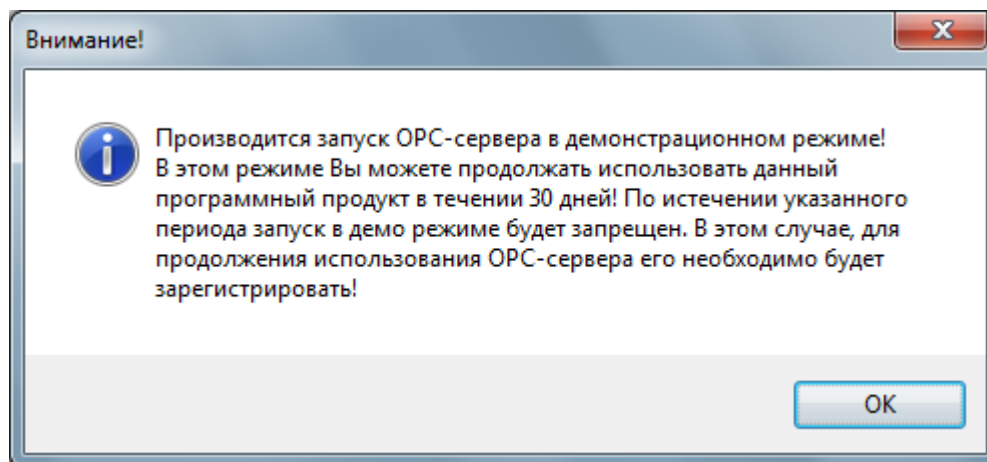 Внимание!
Производится запуск ОРС-сервера в демонстрационном режиме!
В этом режиме Вы можете продолжать использовать данный
программный продукт в течении 30 дней! По истечении указанного
периода запуск в демо режиме будет запрещен. В этом случае, для
продолжения использования ОРС-сервера его необходимо будет
зарегистрировать!
OK